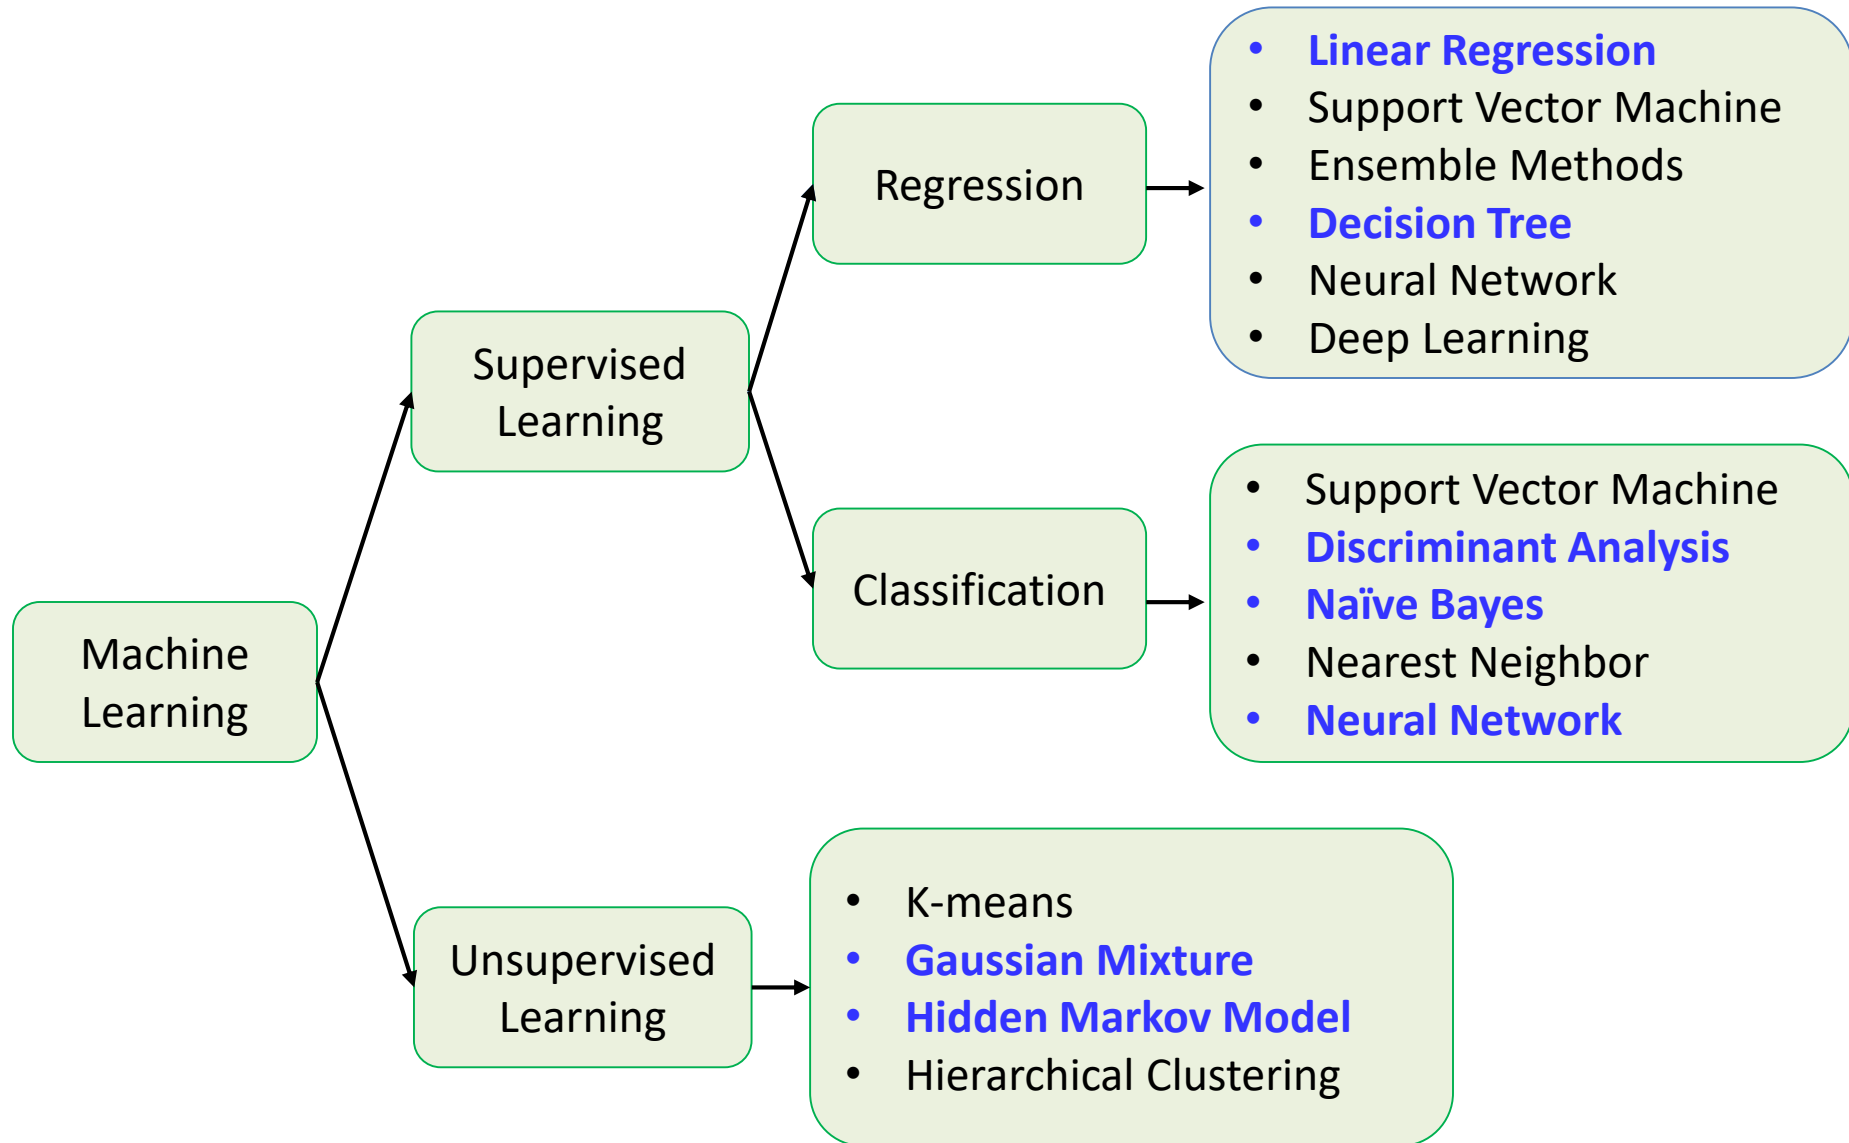 • Linear Regression
• Support Vector Machine
• Ensemble Methods
• Decision Tree
• Neural Network
• Deep Learning
Regression
Supervised
Learning
• Support Vector Machine
• Discriminant Analysis
• Naïve Bayes
• Nearest Neighbor
• Neural Network
Classification
Machine
Learning
• K-means
• Gaussian Mixture
• Hidden Markov Model
• Hierarchical Clustering
Unsupervised
Learning